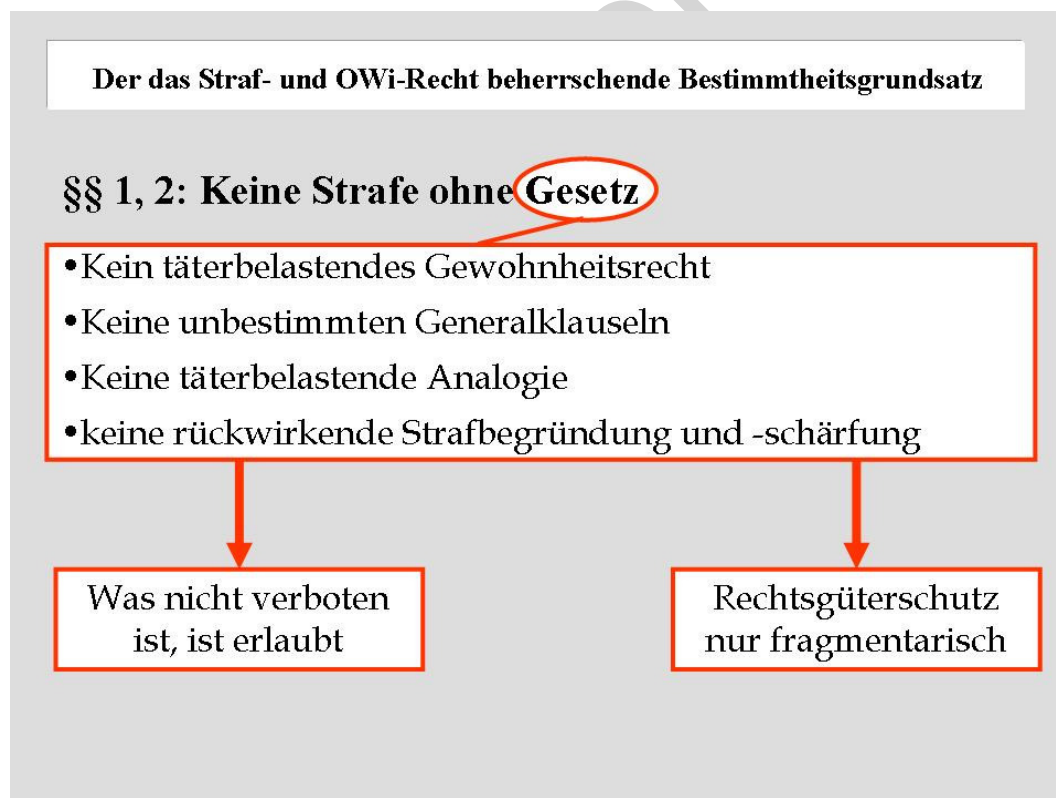 Der das Straf- und OWi-Recht beherrschende Bestimmtheitsgrundsatz
§§ 1, 2: Keine Strafe ohne Gesetz
•Kein täterbelastendes Gewohnheitsrecht
•Keine unbestimmten Generalklauseln
•Keine täterbelastende Analogie
•keine rückwirkende Strafbegründung und -schärfung
Was nicht verboten
ist, ist erlaubt
Rechtsgüterschutz
nur fragmentarisch